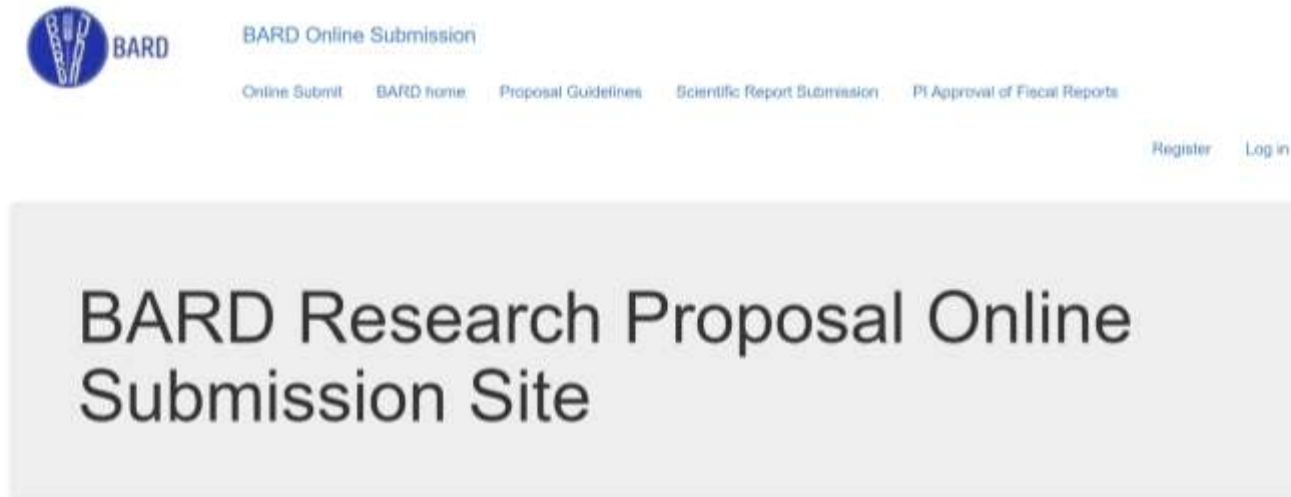 BARD
BARD Online Submission
Online Submit BARD home Proposal Guidelines Scientific Report Submission PI Approval of Fiscal Reports
Register Log in
BARD Research Proposal Online
Submission Site